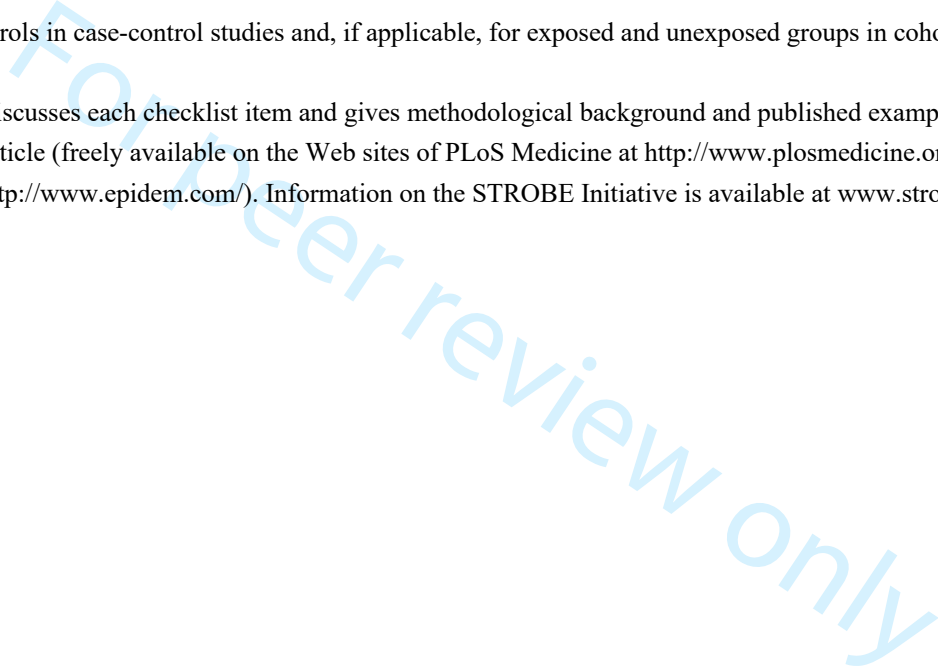 rols in case-control studies and, if applicable, for exposed and unexposed groups in coho
iscusses each checklist item and gives methodological background and published examp
ticle (freely available on the Web sites of PLoS Medicine at http://www.plosmedicine.or
tp://www.epidem.com/). Information on the STROBE Initiative is available at www.stro
For peer review only